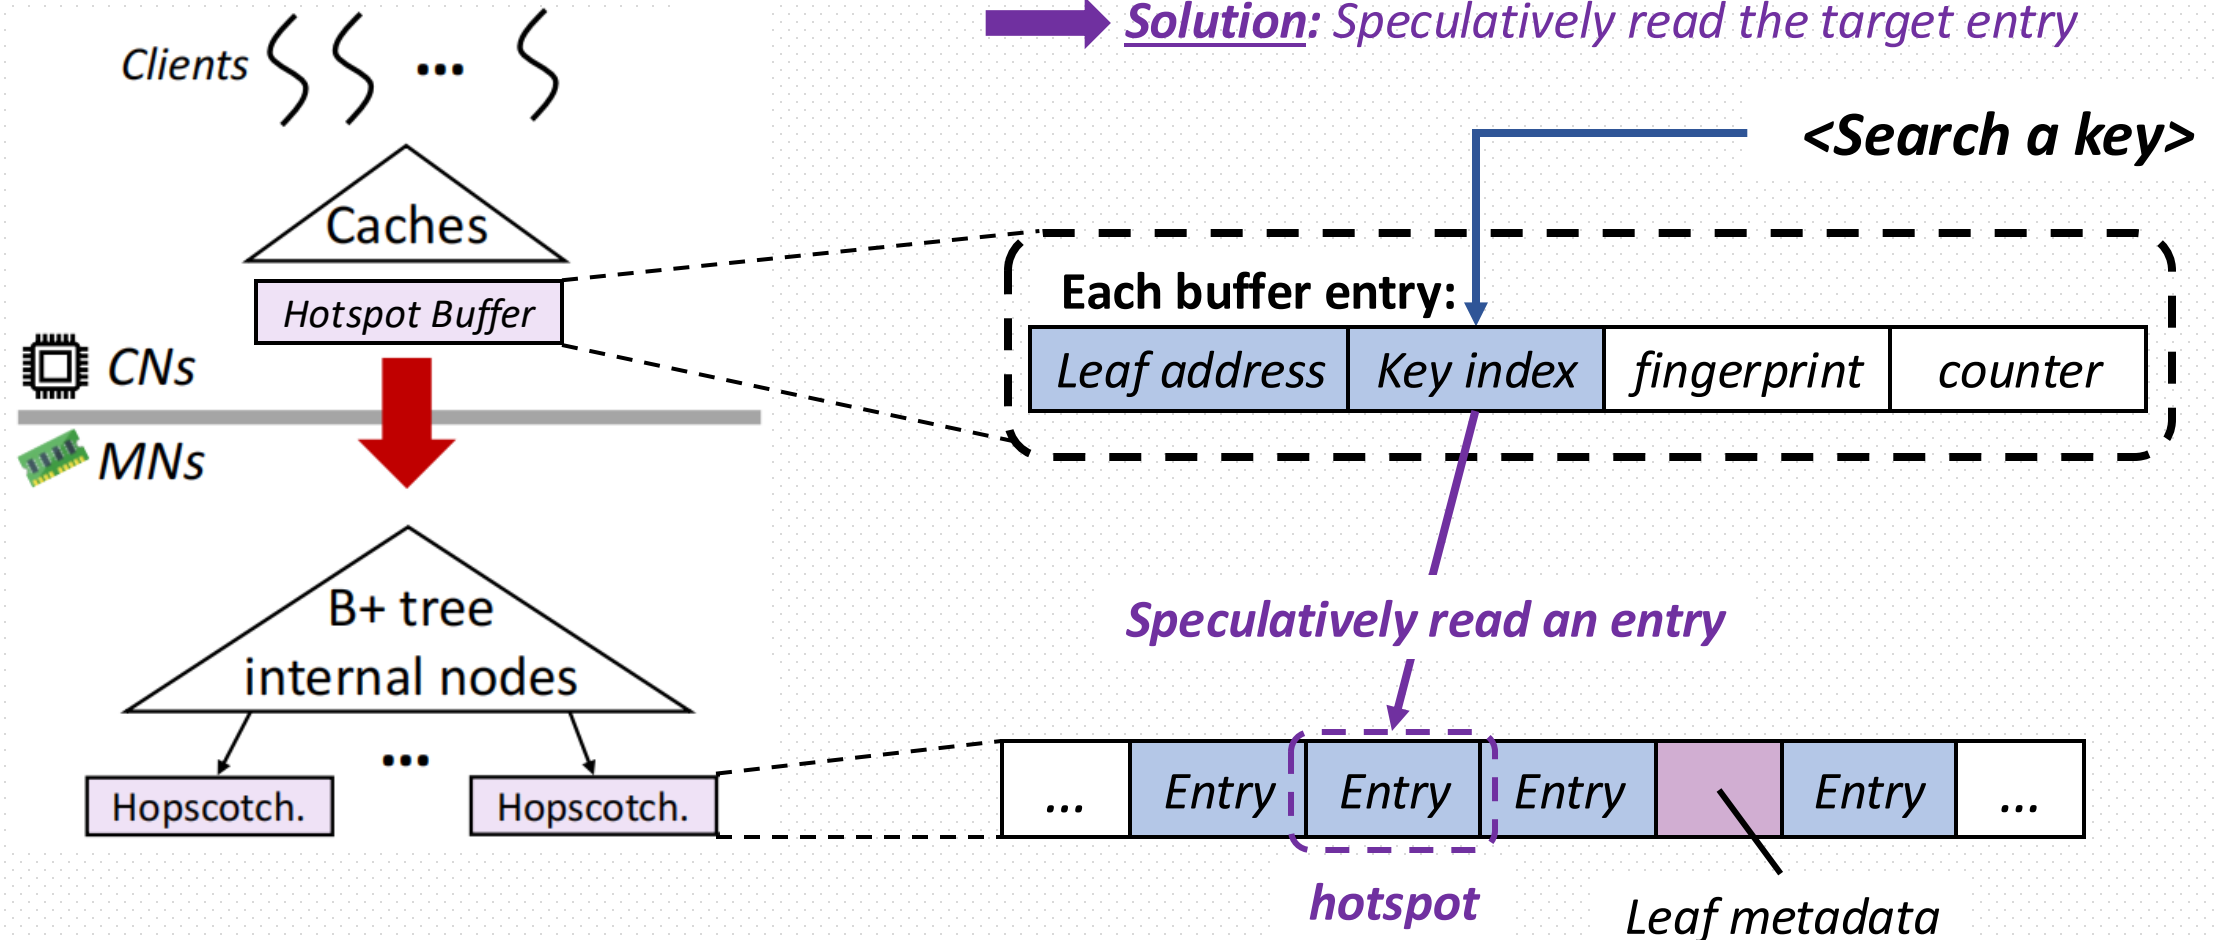 Solution: Speculatively read the target entry
Clients
...
<Search a key>
Caches
Each buffer entry:
Hotspot Buffer
Leaf address Key index fingerprint counter
CNs
MNs
B+ tree
internal nodes
Speculatively read an entry
...
Hopscotch. Hopscotch.
... Entry Entry Entry Entry ...
hotspot
Leaf metadata